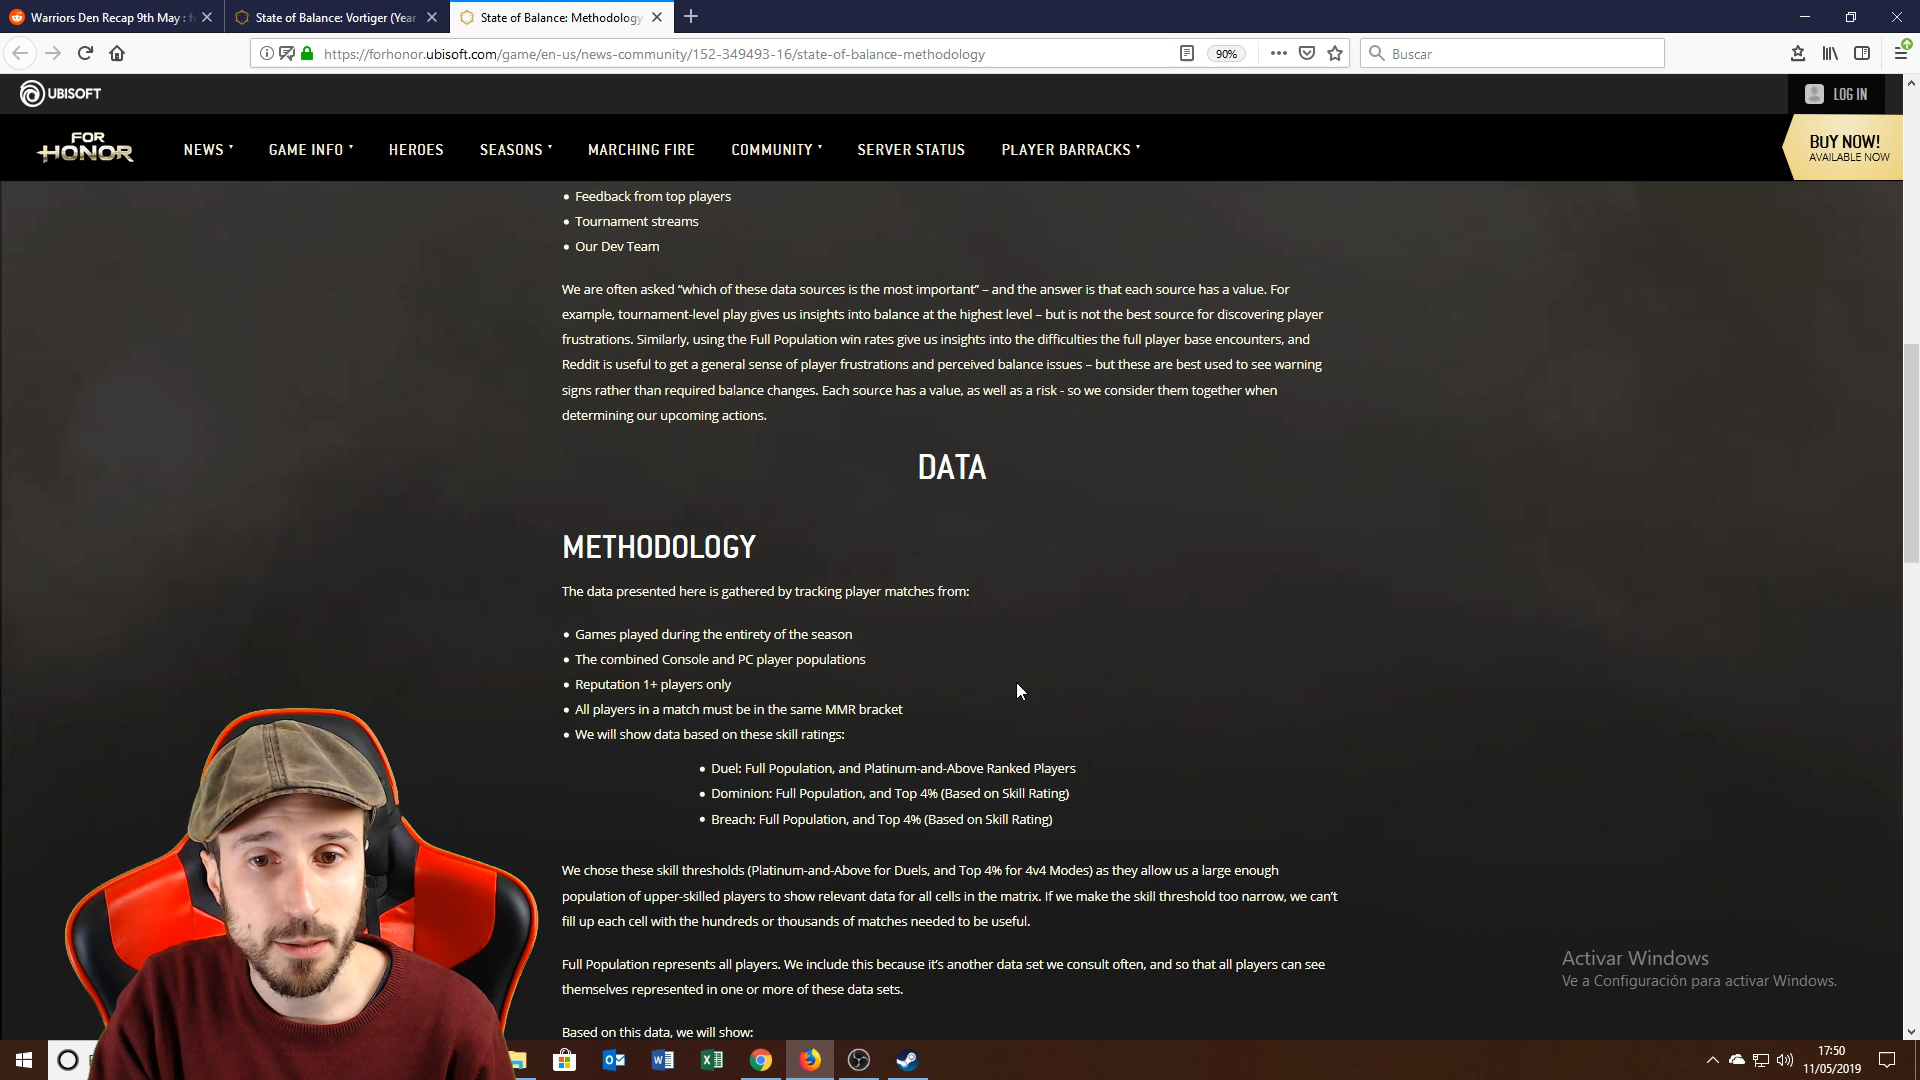 Warriors Den Recap 9th May : f
State of Balance: Vortiger (Year
State of Balance: Methodology
https://forhonor.ubisoft.com/game/en-us/news-community/152-349493-16/state-of-balance-methodology
90%
Buscar
UBISOFT
LOG IN
FOR HONOR
NEWS
GAME INFO
HEROES
SEASONS
MARCHING FIRE
COMMUNITY
SERVER STATUS
PLAYER BARRACKS
BUY NOW!
AVAILABLE NOW
• Feedback from top players
• Tournament streams
• Our Dev Team
We are often asked “which of these data sources is the most important” – and the answer is that each source has a value. For
example, tournament-level play gives us insights into balance at the highest level – but is not the best source for discovering player
frustrations. Similarly, using the Full Population win rates give us insights into the difficulties the full player base encounters, and
Reddit is useful to get a general sense of player frustrations and perceived balance issues – but these are best used to see warning
signs rather than required balance changes. Each source has a value, as well as a risk - so we consider them together when
determining our upcoming actions.
DATA
METHODOLOGY
The data presented here is gathered by tracking player matches from:
• Games played during the entirety of the season
• The combined Console and PC player populations
• Reputation 1+ players only
• All players in a match must be in the same MMR bracket
• We will show data based on these skill ratings:
• Duel: Full Population, and Platinum-and-Above Ranked Players
• Dominion: Full Population, and Top 4% (Based on Skill Rating)
• Breach: Full Population, and Top 4% (Based on Skill Rating)
We chose these skill thresholds (Platinum-and-Above for Duels, and Top 4% for 4v4 Modes) as they allow us a large enough
population of upper-skilled players to show relevant data for all cells in the matrix. If we make the skill threshold too narrow, we can’t
fill up each cell with the hundreds or thousands of matches needed to be useful.
Full Population represents all players. We include this because it’s another data set we consult often, and so that all players can see
themselves represented in one or more of these data sets.
Based on this data, we will show:
Activar Windows
Ve a Configuración para activar Windows.
17:50
11/05/2019